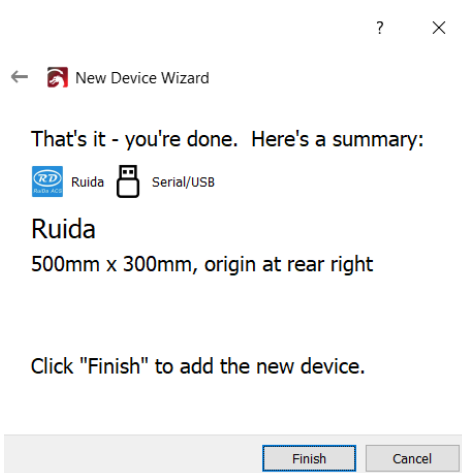 ?
New Device Wizard
That's it - you're done. Here's a summary:
RD
Ruida Serial/USB
Ruida
500mm x 300mm, origin at rear right
Click "Finish" to add the new device.
Finish Cancel